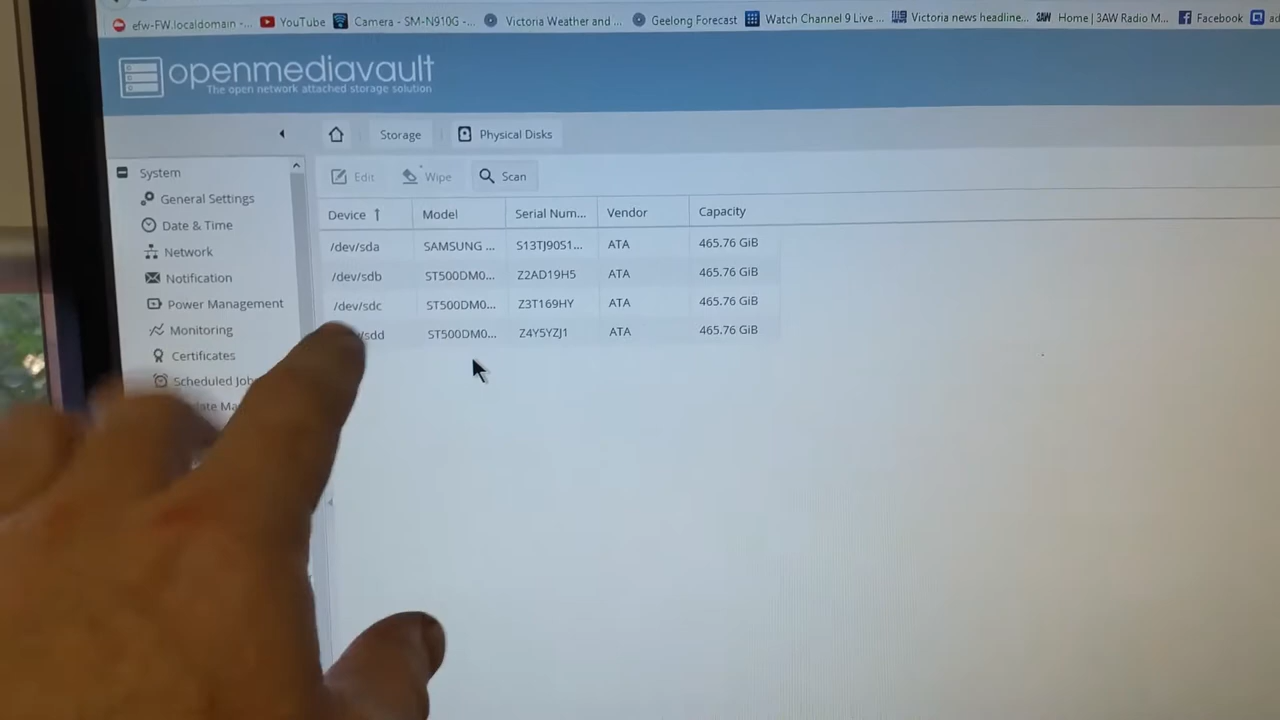 efw-FW.localdomain -... YouTube Camera - SM-N910G -... Victoria Weather and ... Geelong Forecast Watch Channel 9 Live ... Victoria news headline... 3AW Home | 3AW Radio M... Facebook ad
openmediavault
The open network attached storage solution
Storage Physical Disks
Edit Wipe Scan
Device Model Serial Num... Vendor Capacity
/dev/sda SAMSUNG ... S13TJ90S1... ATA 465.76 GiB
/dev/sdb ST500DM0... Z2AD19H5 ATA 465.76 GiB
/dev/sdc ST500DM0... Z3T169HY ATA 465.76 GiB
/sdd ST500DM0... Z4Y5YZJ1 ATA 465.76 GiB
System
General Settings
Date & Time
Network
Notification
Power Management
Monitoring
Certificates
Scheduled Job
date Ma